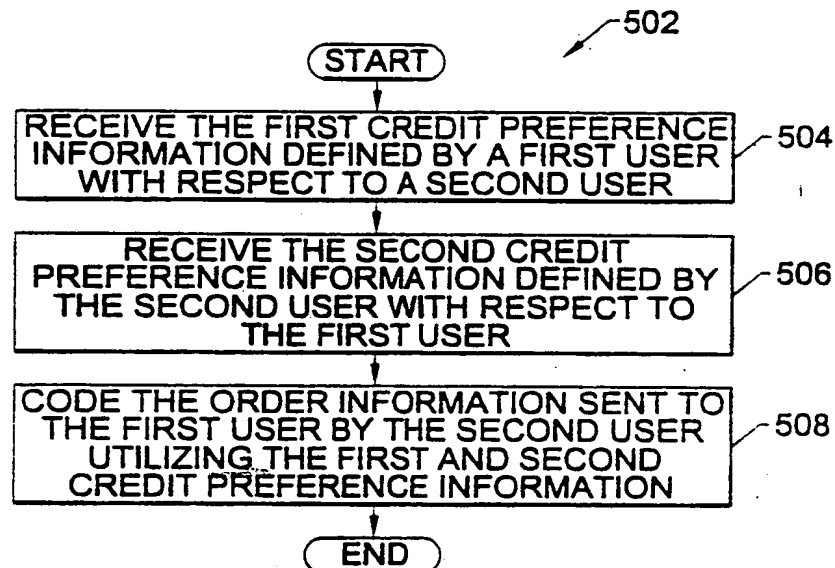 502
START
RECEIVE THE FIRST CREDIT PREFERENCE
INFORMATION DEFINED BY A FIRST USER
WITH RESPECT TO A SECOND USER
504
RECEIVE THE SECOND CREDIT
PREFERENCE INFORMATION DEFINED BY
THE SECOND USER WITH RESPECT TO
THE FIRST USER
506
CODE THE ORDER INFORMATION SENT TO
THE FIRST USER BY THE SECOND USER
UTILIZING THE FIRST AND SECOND
CREDIT PREFERENCE INFORMATION
508
END